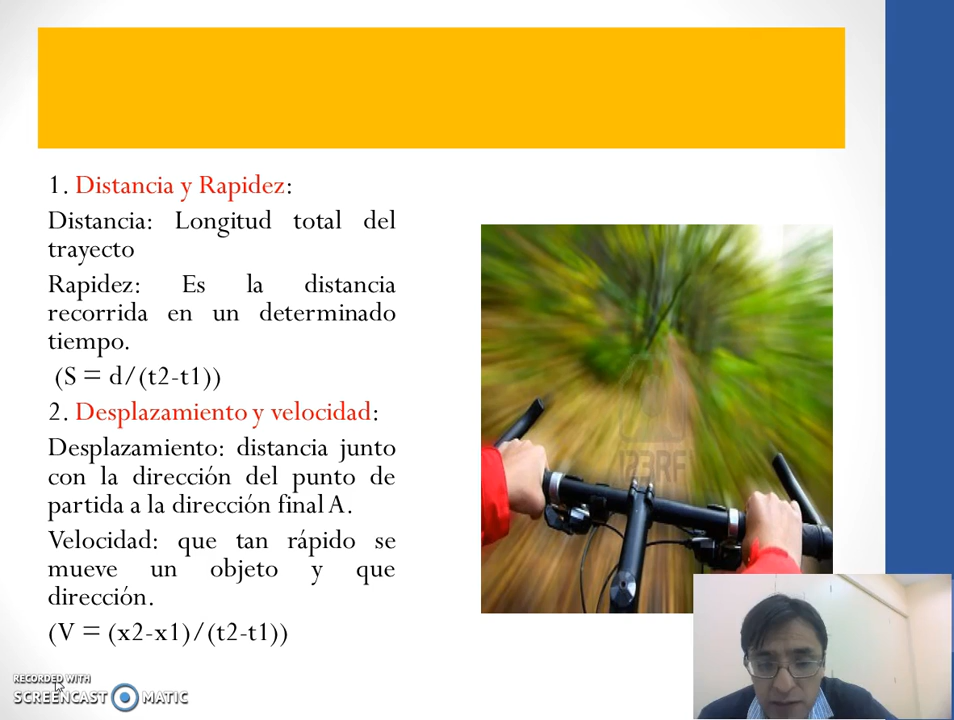 1. Distancia y Rapidez:
Distancia: Longitud total del
trayecto
Rapidez: Es la distancia
recorrida en un determinado
tiempo.
(S = d/(t2-t1))
2. Desplazamiento y velocidad:
Desplazamiento: distancia junto
con la dirección del punto de
partida a la dirección final A.
Velocidad: que tan rápido se
mueve un objeto y que
dirección.
(V = (x2-x1)/(t2-t1))
123RF
RECORDED WITH
SCREENCAST MATIC